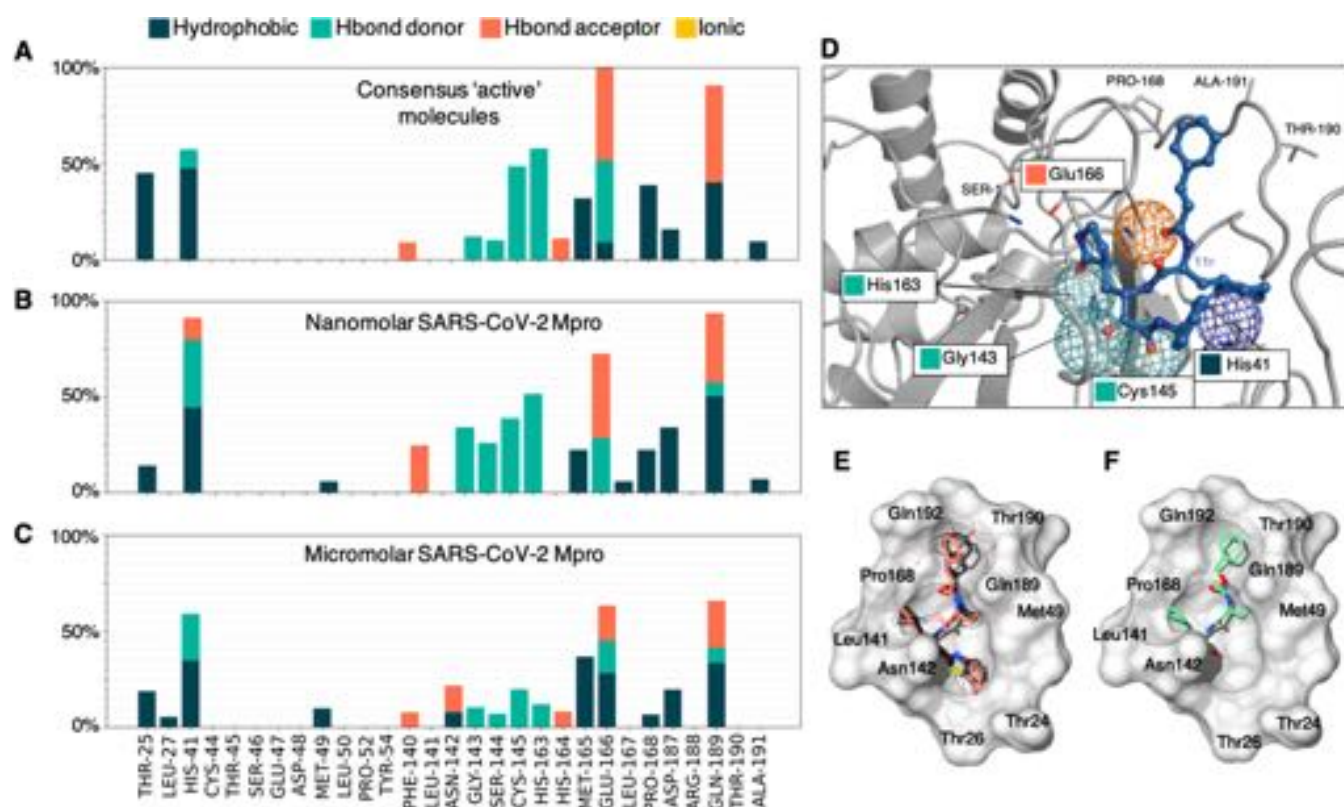 Hydrophobic Hbond donor Hbond acceptor Ionic
A
100%
50%
0%
Consensus 'active'
molecules
B
100%
50%
0%
Nanomolar SARS-CoV-2 Mpro
C
100%
50%
0%
Micromolar SARS-CoV-2 Mpro
THR-25
LEU-27
HIS-41
CYS-44
THR-45
SER-46
GLU-47
ASP-48
MET-49
LEU-50
PRO-52
TYR-54
PHE-140
LEU-141
ASN-142
GLY-143
SER-144
CYS-145
HIS-163
HIS-164
MET-165
GLU-166
LEU-167
PRO-168
ASP-187
ARG-188
GLN-189
THR-190
ALA-191
D
PRO-168
ALA-191
THR-190
SER-1
Glu166
11r
His163
Gly143
His41
Cys145
E
Gln192
Thr190
Pro168
Gln189
Met49
Leu141
Asn142
Thr24
Thr26
F
Gln192
Thr190
Gln189
Pro168
Met49
Leu141
Asn142
Thr24
Thr26